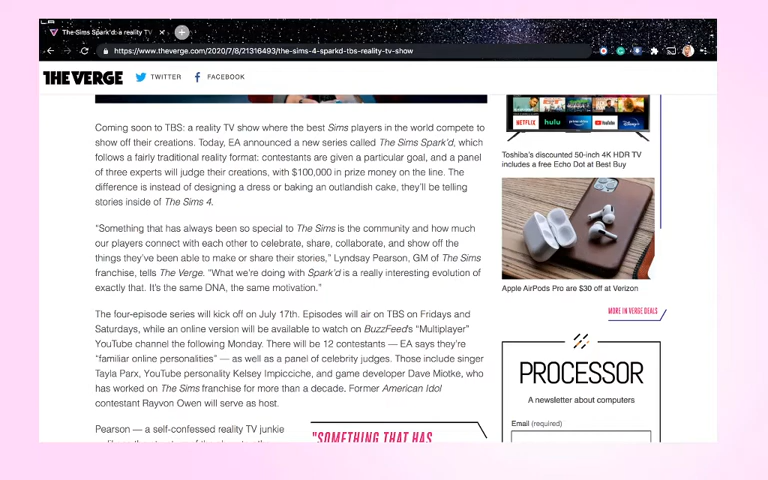 The Sims Spark'd: a reality TV
https://www.theverge.com/2020/7/8/21316493/the-sims-4-sparkd-tbs-reality-tv-show
THE VERGE TWITTER FACEBOOK
Coming soon to TBS: a reality TV show where the best Sims players in the world compete to
show off their creations. Today, EA announced a new series called The Sims Spark'd, which
follows a fairly traditional reality format: contestants are given a particular goal, and a panel
of three experts will judge their creations, with $100,000 in prize money on the line. The
difference is instead of designing a dress or baking an outlandish cake, they'll be telling
stories inside of The Sims 4.
“Something that has always been so special to The Sims is the community and how much
our players connect with each other to celebrate, share, collaborate, and show off the
things they've been able to make or share their stories,” Lyndsay Pearson, GM of The Sims
franchise, tells The Verge. “What we're doing with Spark'd is a really interesting evolution of
exactly that. It's the same DNA, the same motivation.”
The four-episode series will kick off on July 17th. Episodes will air on TBS on Fridays and
Saturdays, while an online version will be available to watch on BuzzFeed's “Multiplayer”
YouTube channel the following Monday. There will be 12 contestants — EA says they're
“familiar online personalities” — as well as a panel of celebrity judges. Those include singer
Tayla Parx, YouTube personality Kelsey Impicciche, and game developer Dave Miotke, who
has worked on The Sims franchise for more than a decade. Former American Idol
contestant Rayvon Owen will serve as host.
Pearson — a self-confessed reality TV junkie
"SOMETHING THAT HAS
NETFLIX hulu YouTube Disney+
Toshiba's discounted 50-inch 4K HDR TV
includes a free Echo Dot at Best Buy
Apple AirPods Pro are $30 off at Verizon
MORE IN VERGE DEALS
PROCESSOR
A newsletter about computers
Email (required)